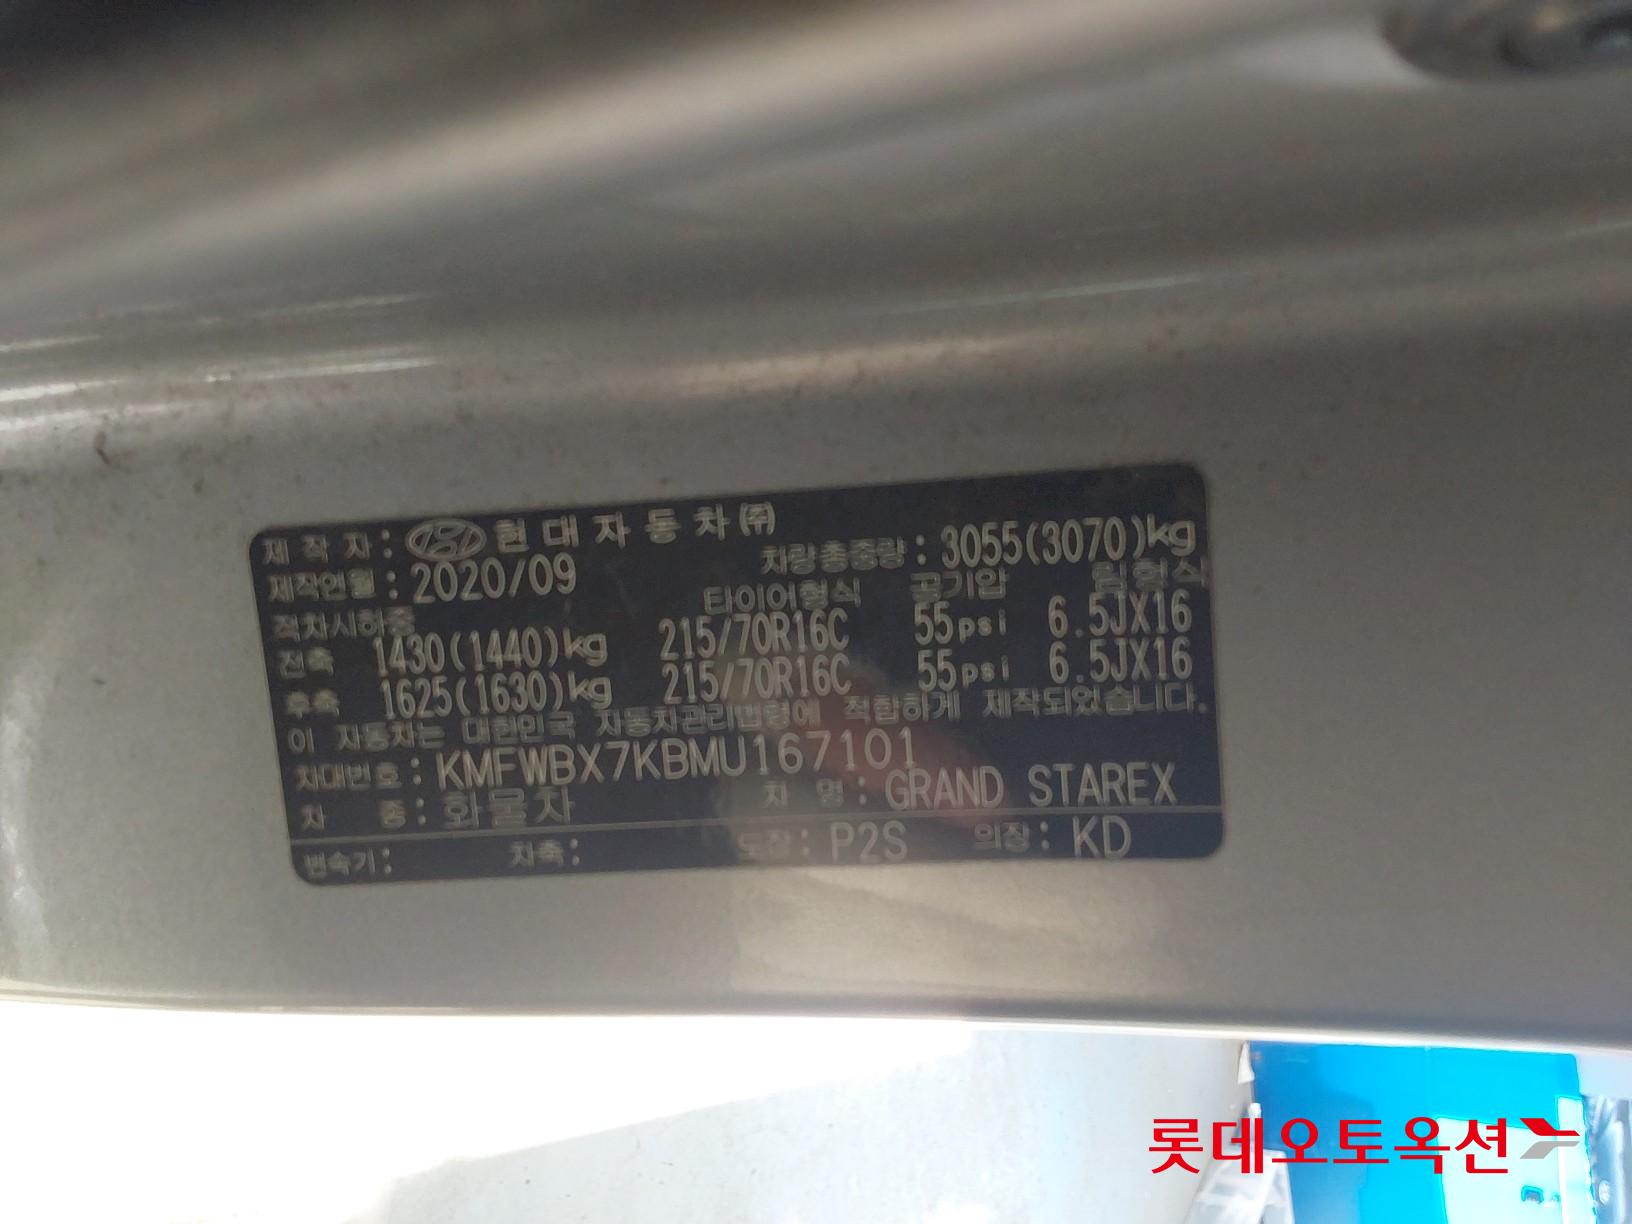 제 작 자 : 현 대 자 동 차 ㈜
제작연월 : 2020/09 차량총중량 : 3055(3070)kg
적차시하중 타이어형식 공기압 림형식
전축 1430(1440)kg 215/70R16C 55psi 6.5JX16
후축 1625(1630)kg 215/70R16C 55psi 6.5JX16
이 자동차는 대한민국 자동차관리법령에 적합하게 제작되었습니다.
차대번호 : KMFWBX7KBMU167101
차 종 : 화물차 차 명 : GRAND STAREX
변속기 : 차축 : 도장 : P2S 의장 : KD
롯데오토옥션